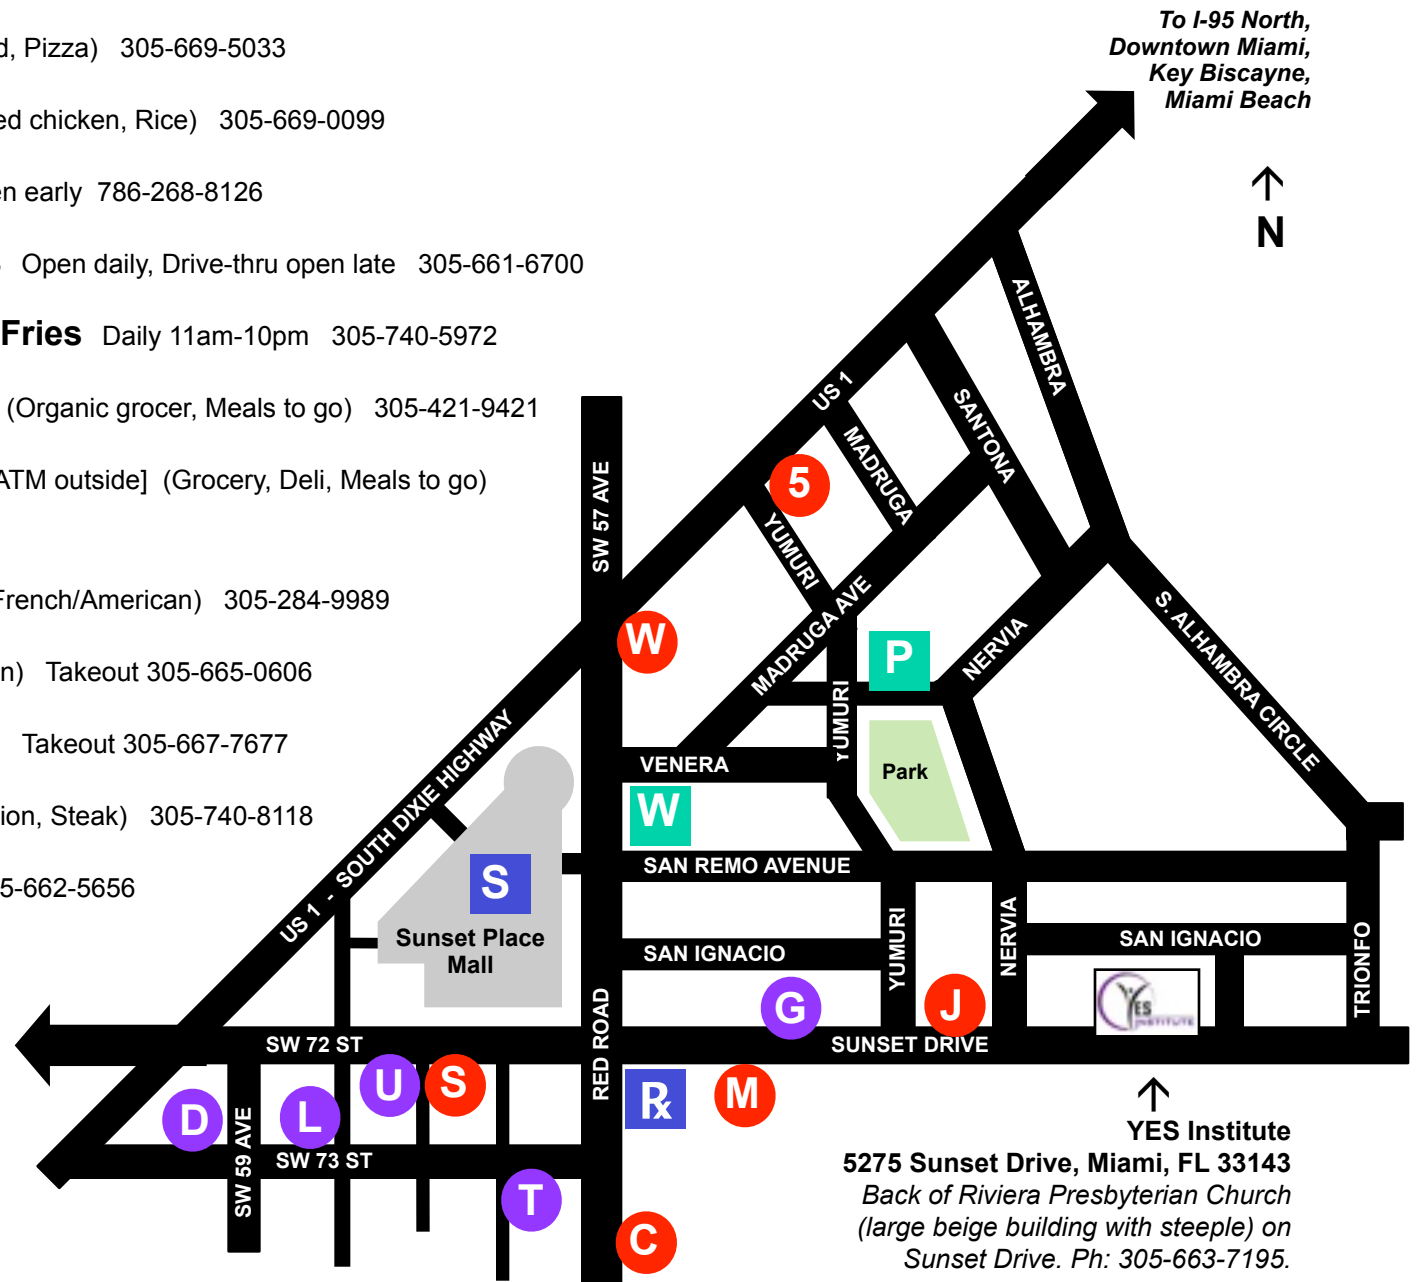 d, Pizza) 305-669-5033
ed chicken, Rice) 305-669-0099
en early 786-268-8126
Open daily, Drive-thru open late 305-661-6700
Fries Daily 11am-10pm 305-740-5972
(Organic grocer, Meals to go) 305-421-9421
ATM outside] (Grocery, Deli, Meals to go)
French/American) 305-284-9989
n) Takeout 305-665-0606
Takeout 305-667-7677
ion, Steak) 305-740-8118
5-662-5656
To I-95 North,
Downtown Miami,
Key Biscayne,
Miami Beach
N
ALHAMBRA
US 1
SANTONA
MADRUGA
5
SW 57 AVE
YUMURI
MADRUGA AVE
W
NERVIA
P
S. ALHAMBRA CIRCLE
YUMURI
VENERA
Park
US 1 - SOUTH DIXIE HIGHWAY
W
S
SAN REMO AVENUE
Sunset Place
Mall
SAN IGNACIO
YUMURI
NERVIA
SAN IGNACIO
TRIONFO
G
J
YES
INSTITUTE
SW 72 ST
RED ROAD
SUNSET DRIVE
U
S
D
L
Rx
M
SW 59 AVE
SW 73 ST
T
C
YES Institute
5275 Sunset Drive, Miami, FL 33143
Back of Riviera Presbyterian Church
(large beige building with steeple) on
Sunset Drive. Ph: 305-663-7195.